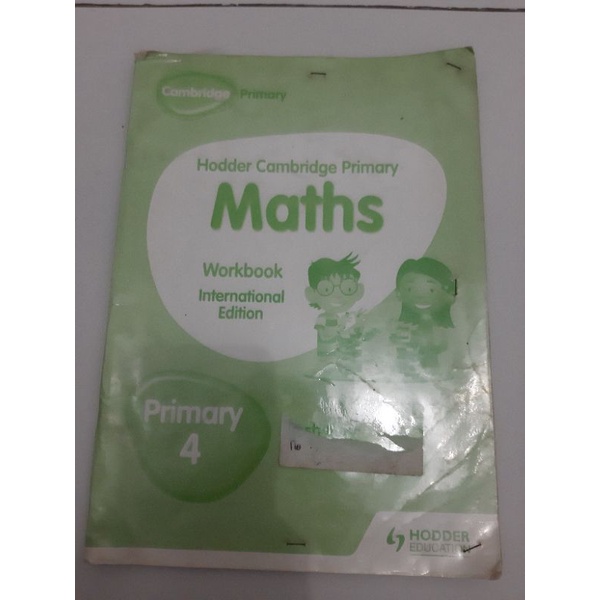 Cambridge Primary
Hodder Cambridge Primary
Maths
Workbook
International
Edition
Primary
4
HODDER
EDUCATION